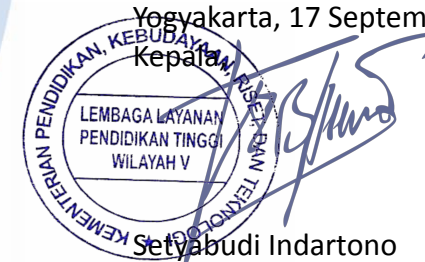 Yogyakarta, 17 Septem
Kepala,
KEMENTERIAN PENDIDIKAN, KEBUDAYAAN, RISET, DAN TEKNOLOGI
LEMBAGA LAYANAN
PENDIDIKAN TINGGI
WILAYAH V
Setyabudi Indartono